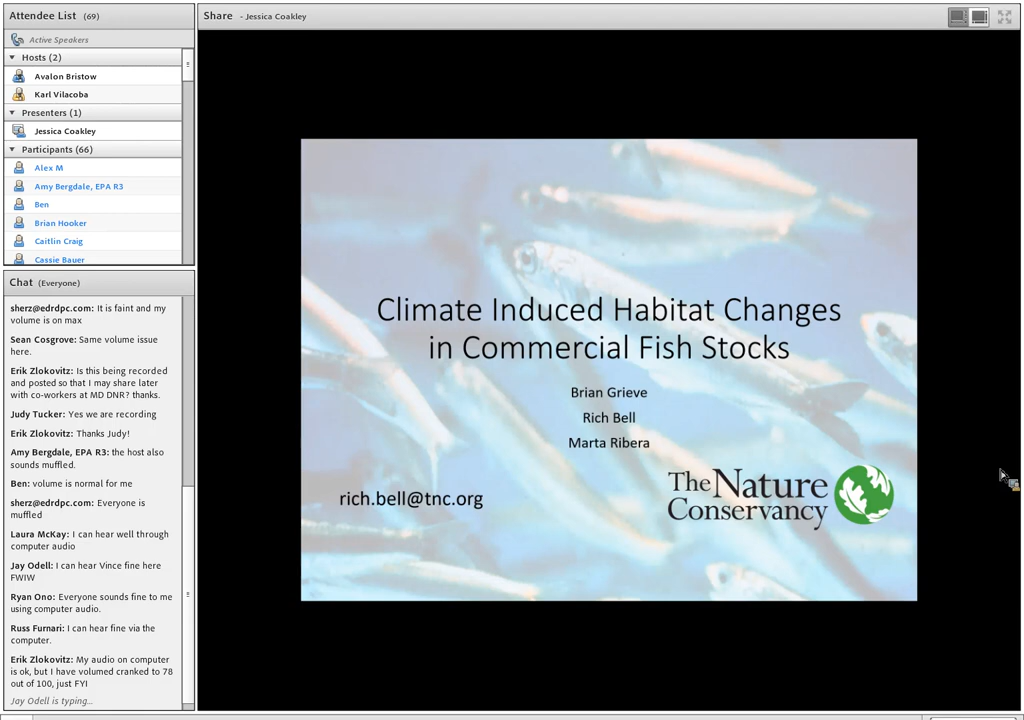 Attendee List (69)
Active Speakers
Hosts (2)
Avalon Bristow
Karl Vilacoba
Presenters (1)
Jessica Coakley
Participants (66)
Alex M
Amy Bergdale, EPA R3
Ben
Brian Hooker
Caitlin Craig
Cassie Bauer
Chat (Everyone)
sherz@edrdpc.com: It is faint and my
volume is on max
Sean Cosgrove: Same volume issue
here.
Erik Zlokovitz: Is this being recorded
and posted so that I may share later
with co-workers at MD DNR? thanks.
Judy Tucker: Yes we are recording
Erik Zlokovitz: Thanks Judy!
Amy Bergdale, EPA R3: the host also
sounds muffled.
Ben: volume is normal for me
sherz@edrdpc.com: Everyone is
muffled
Laura McKay: I can hear well through
computer audio
Jay Odell: I can hear Vince fine here
FWIW
Ryan Ono: Everyone sounds fine to me
using computer audio.
Russ Furnari: I can hear fine via the
computer.
Erik Zlokovitz: My audio on computer
is ok, but I have volumed cranked to 78
out of 100, just FYI
Jay Odell is typing...
Share - Jessica Coakley
Climate Induced Habitat Changes
in Commercial Fish Stocks
Brian Grieve
Rich Bell
Marta Ribera
rich.bell@tnc.org
The Nature
Conservancy